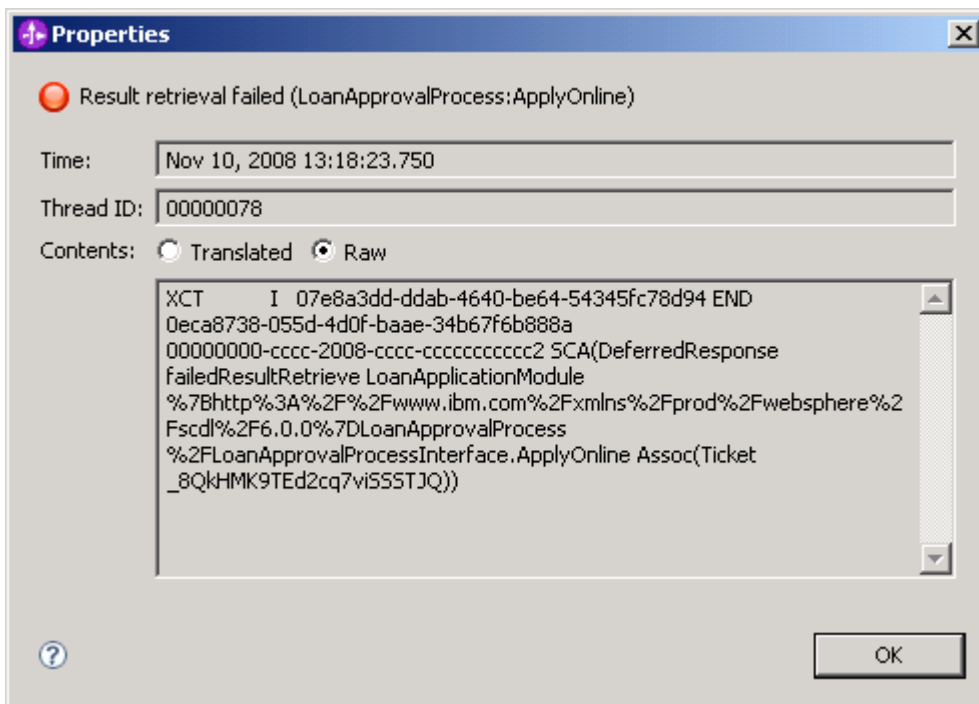 Properties
Result retrieval failed (LoanApprovalProcess:ApplyOnline)
Time: Nov 10, 2008 13:18:23.750
Thread ID: 00000078
Contents: Translated Raw
XCT I 07e8a3dd-ddab-4640-be64-54345fc78d94 END
0eca8738-055d-4d0f-baae-34b67f6b888a
00000000-cccc-2008-cccc-ccccccccccc2 SCA(DeferredResponse
failedResultRetrieve LoanApplicationModule
%7Bhttp%3A%2F%2Fwww.ibm.com%2Fxmlns%2Fprod%2Fwebsphere%2
Fscdl%2F6.0.0%7DLoanApprovalProcess
%2FLoanApprovalProcessInterface.ApplyOnline Assoc(Ticket
_8QkHMK9TEd2cq7viSSSTJQ))
?
OK